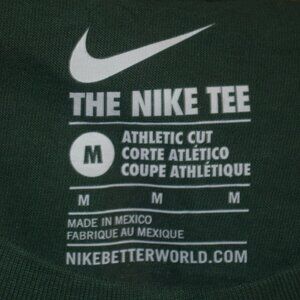 THE NIKE TEE
M
ATHLETIC CUT
CORTE ATLÉTICO
COUPE ATHLÉTIQUE
M M M
MADE IN MEXICO
FABRIQUE AU MEXIQUE
NIKEBETTERWORLD.COM